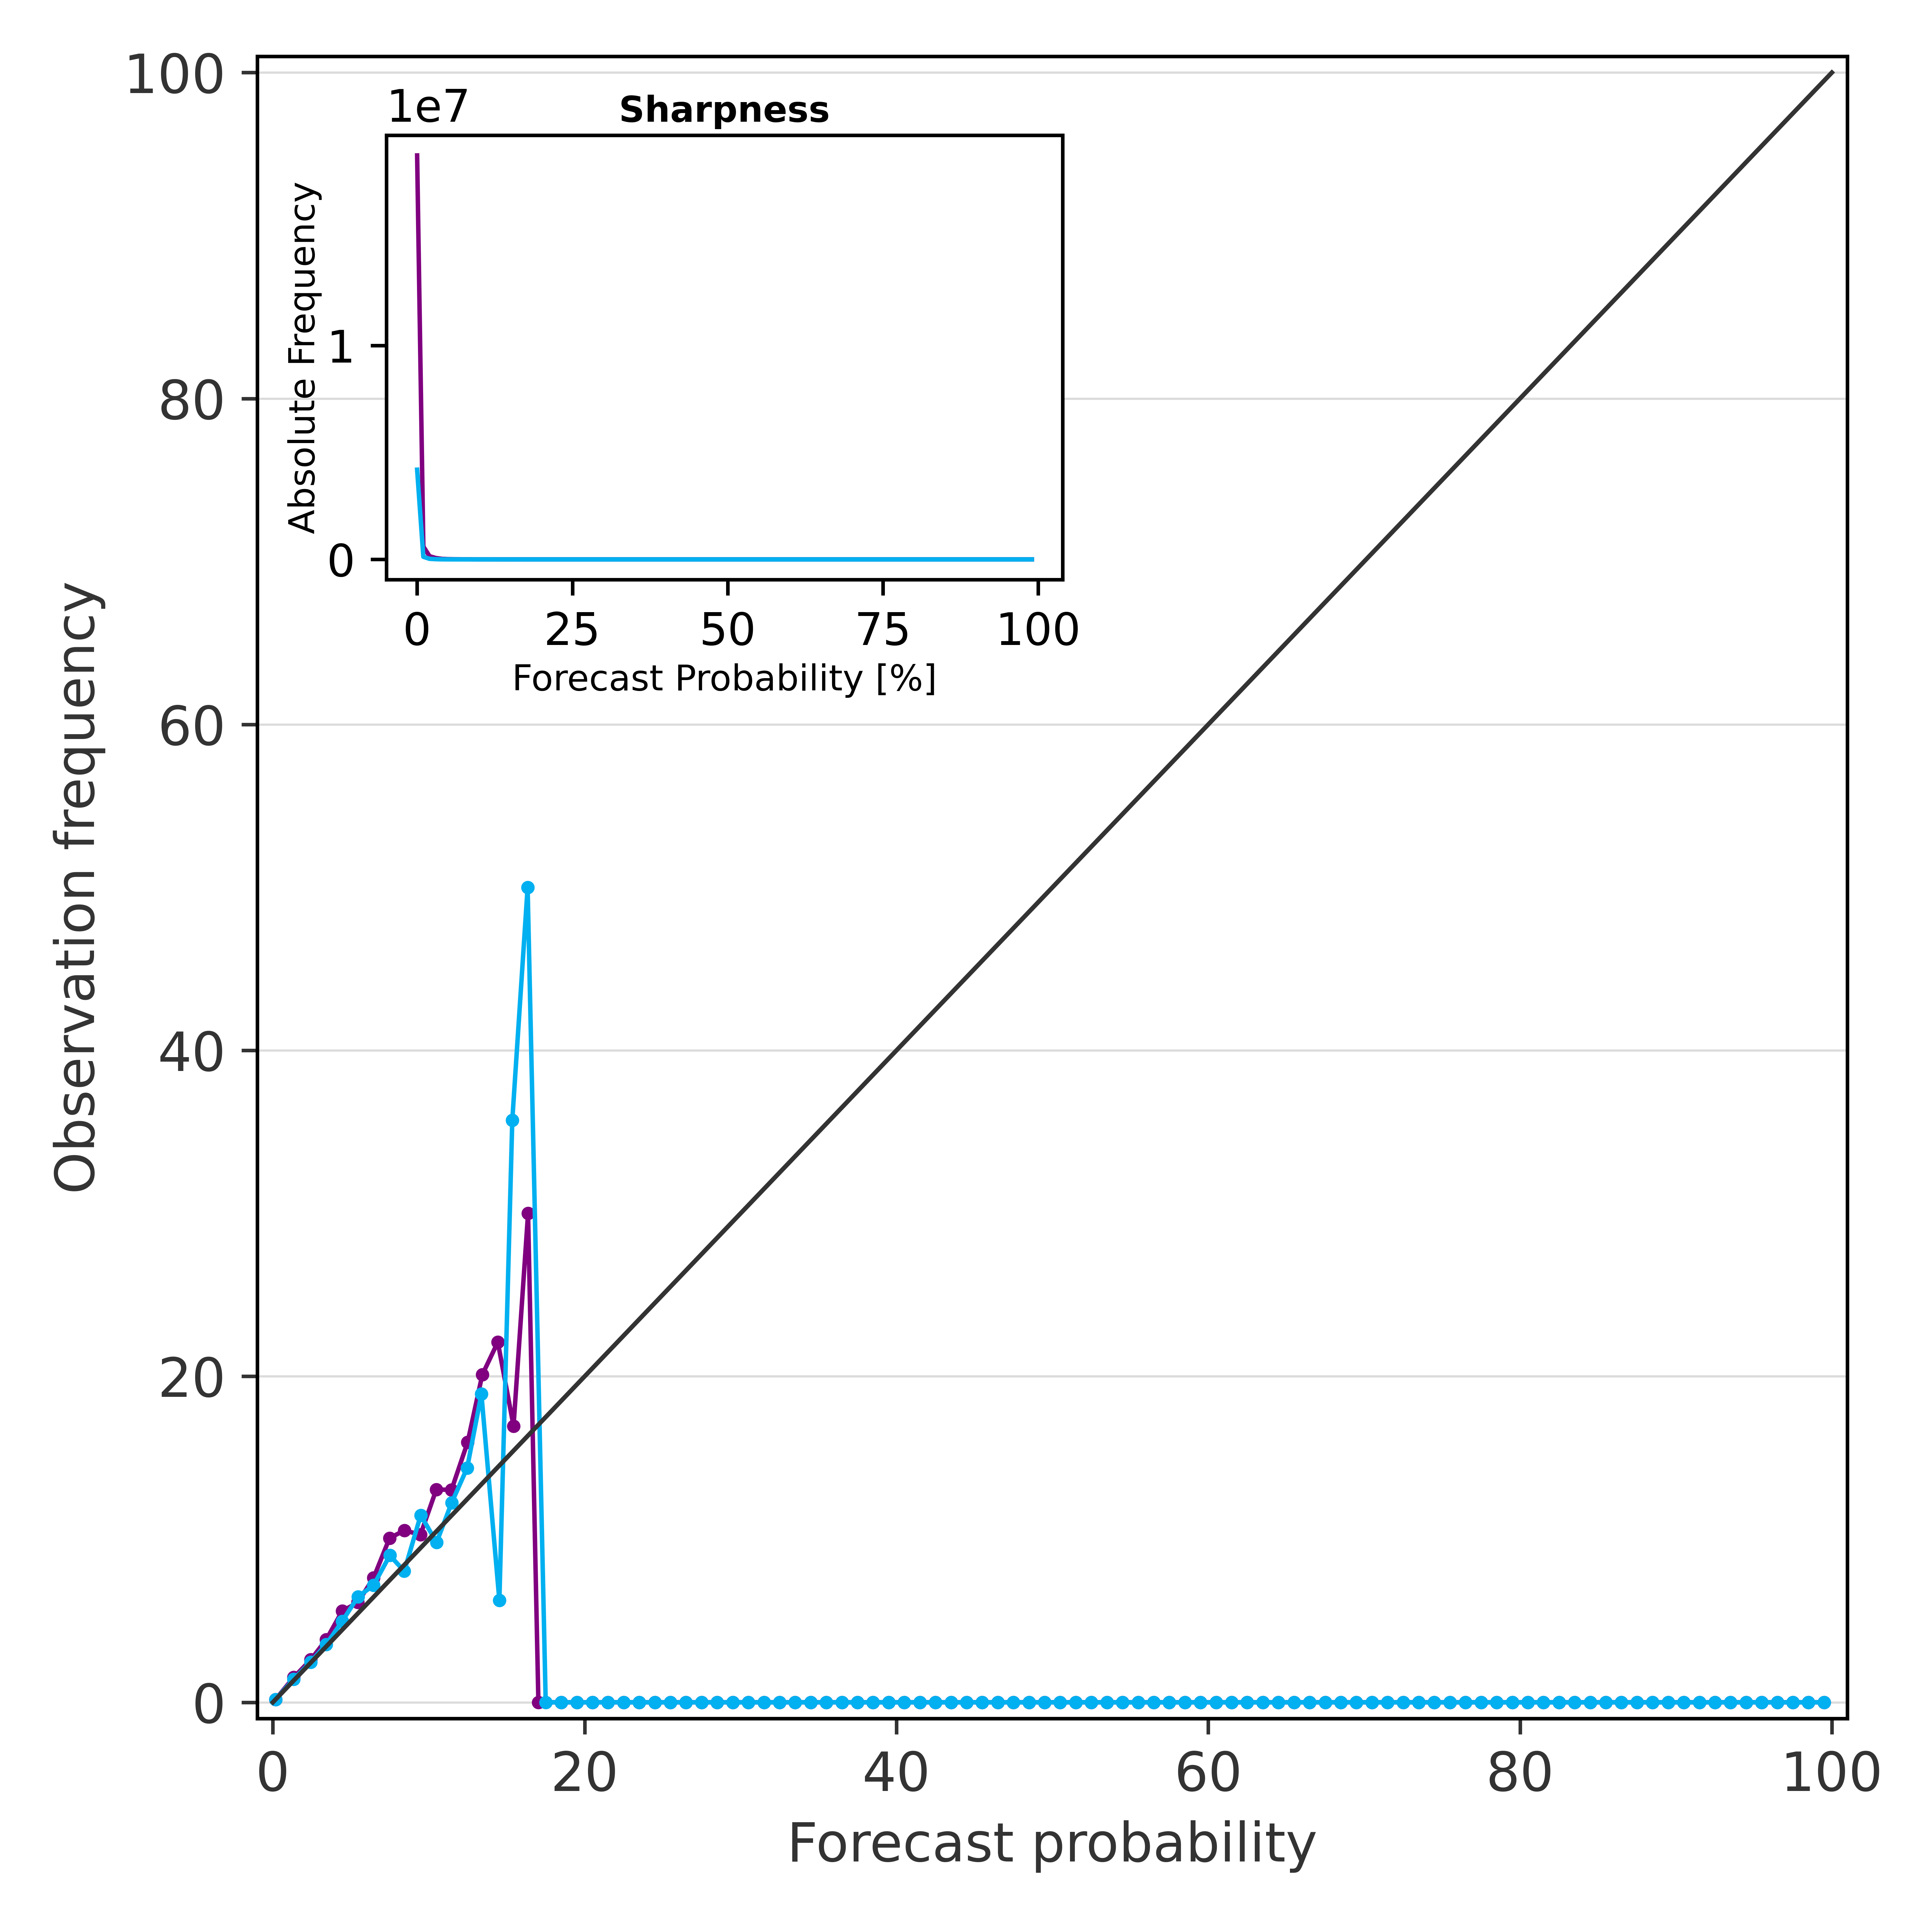 100
80
60
40
20
0
Observation frequency
1e7
Sharpness
Absolute Frequency
1
0
0 25 50 75 100
Forecast Probability [%]
0 20 40 60 80 100
Forecast probability